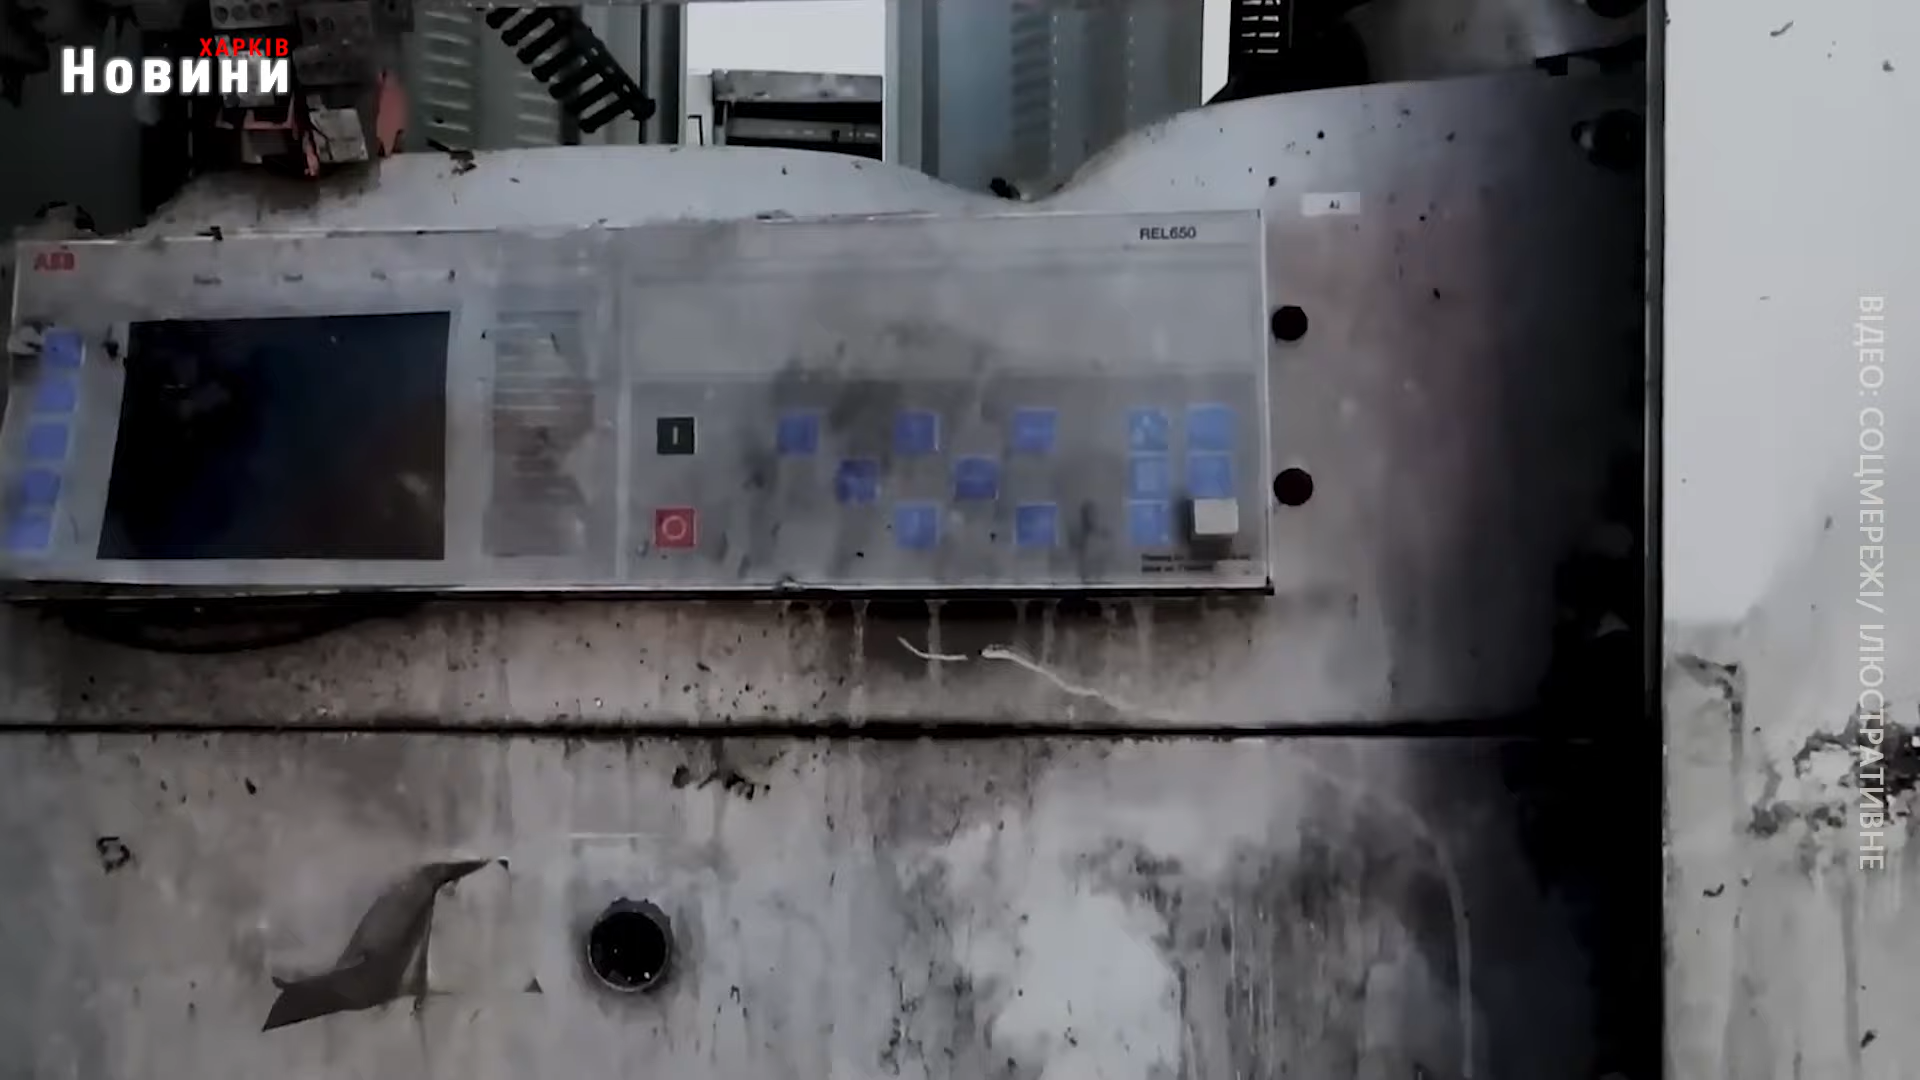 ХАРКІВ
Новини
ABB
REL650
ВІДЕО: СОЦМЕРЕЖІ/ ІЛЮСТРАТИВНЕ